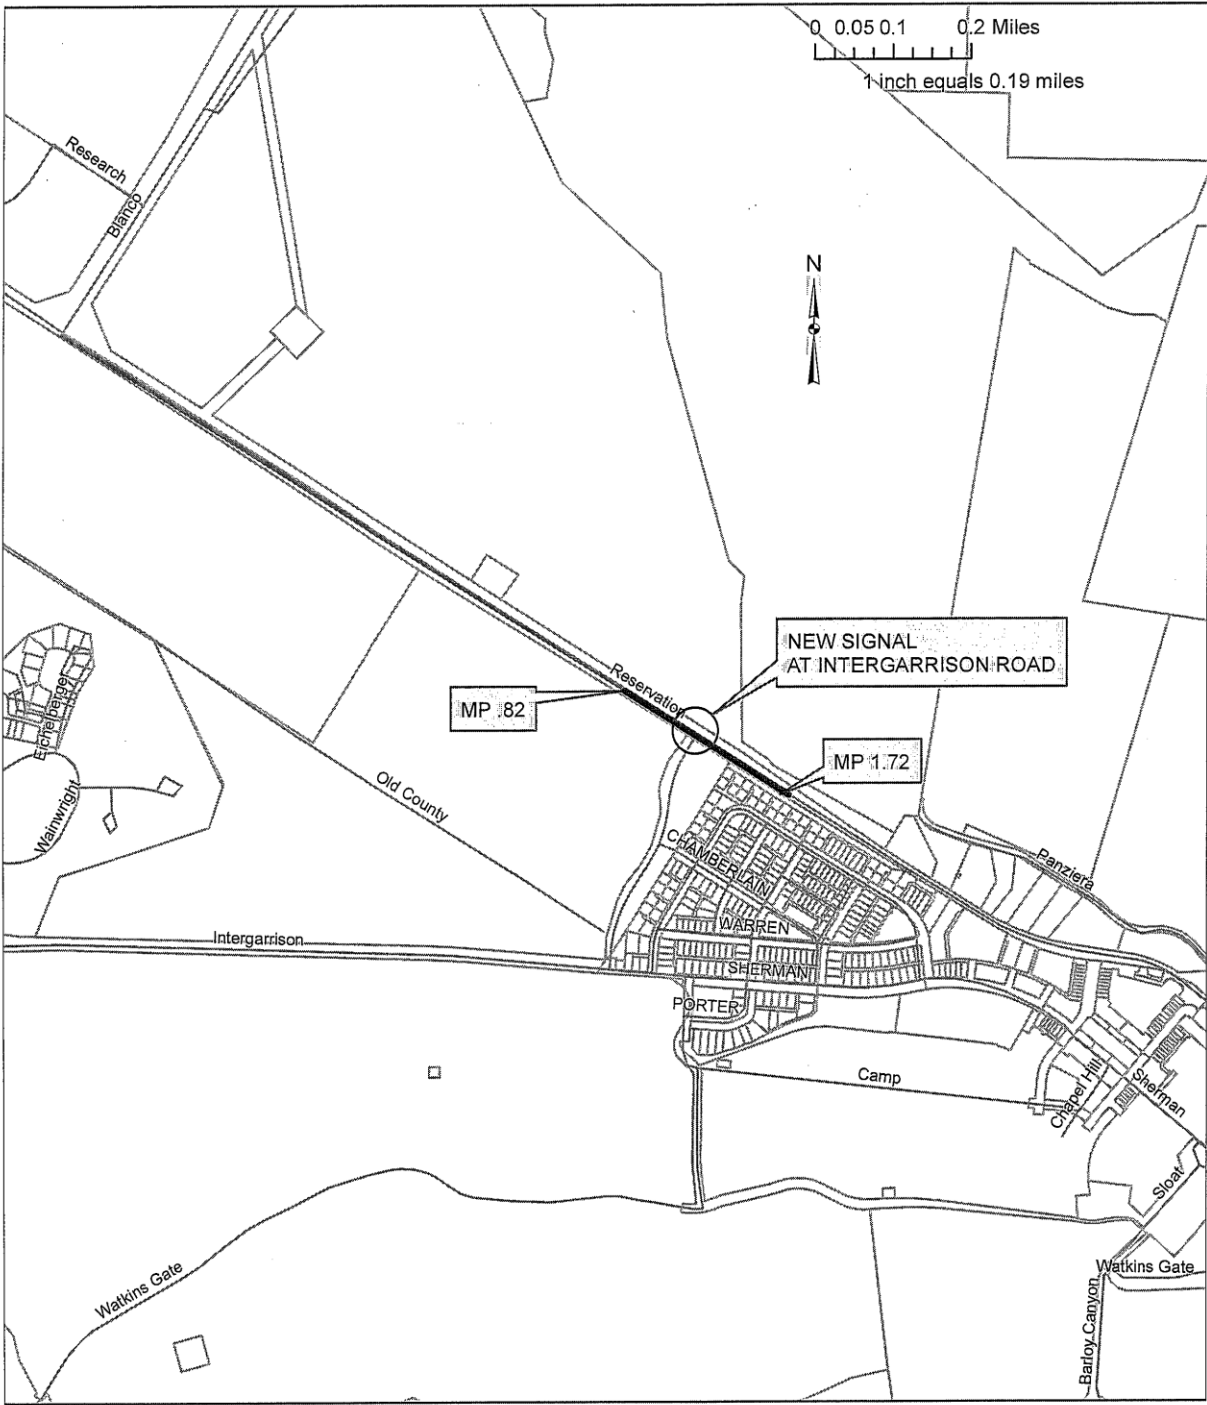 0 0.05 0.1 0.2 Miles
1 inch equals 0.19 miles
Research
Blanco
N
NEW SIGNAL
AT INTERGARRISON ROAD
Reservation
MP .82
MP 1.72
Eichelberger
Wainwright
Old County
CHAMBERLAIN
Panziera
WARREN
Intergarrison
SHERMAN
PORTER
Camp
Chapel Hill
Sherman
Sloat
Watkins Gate
Watkins Gate
Barloy Canyon